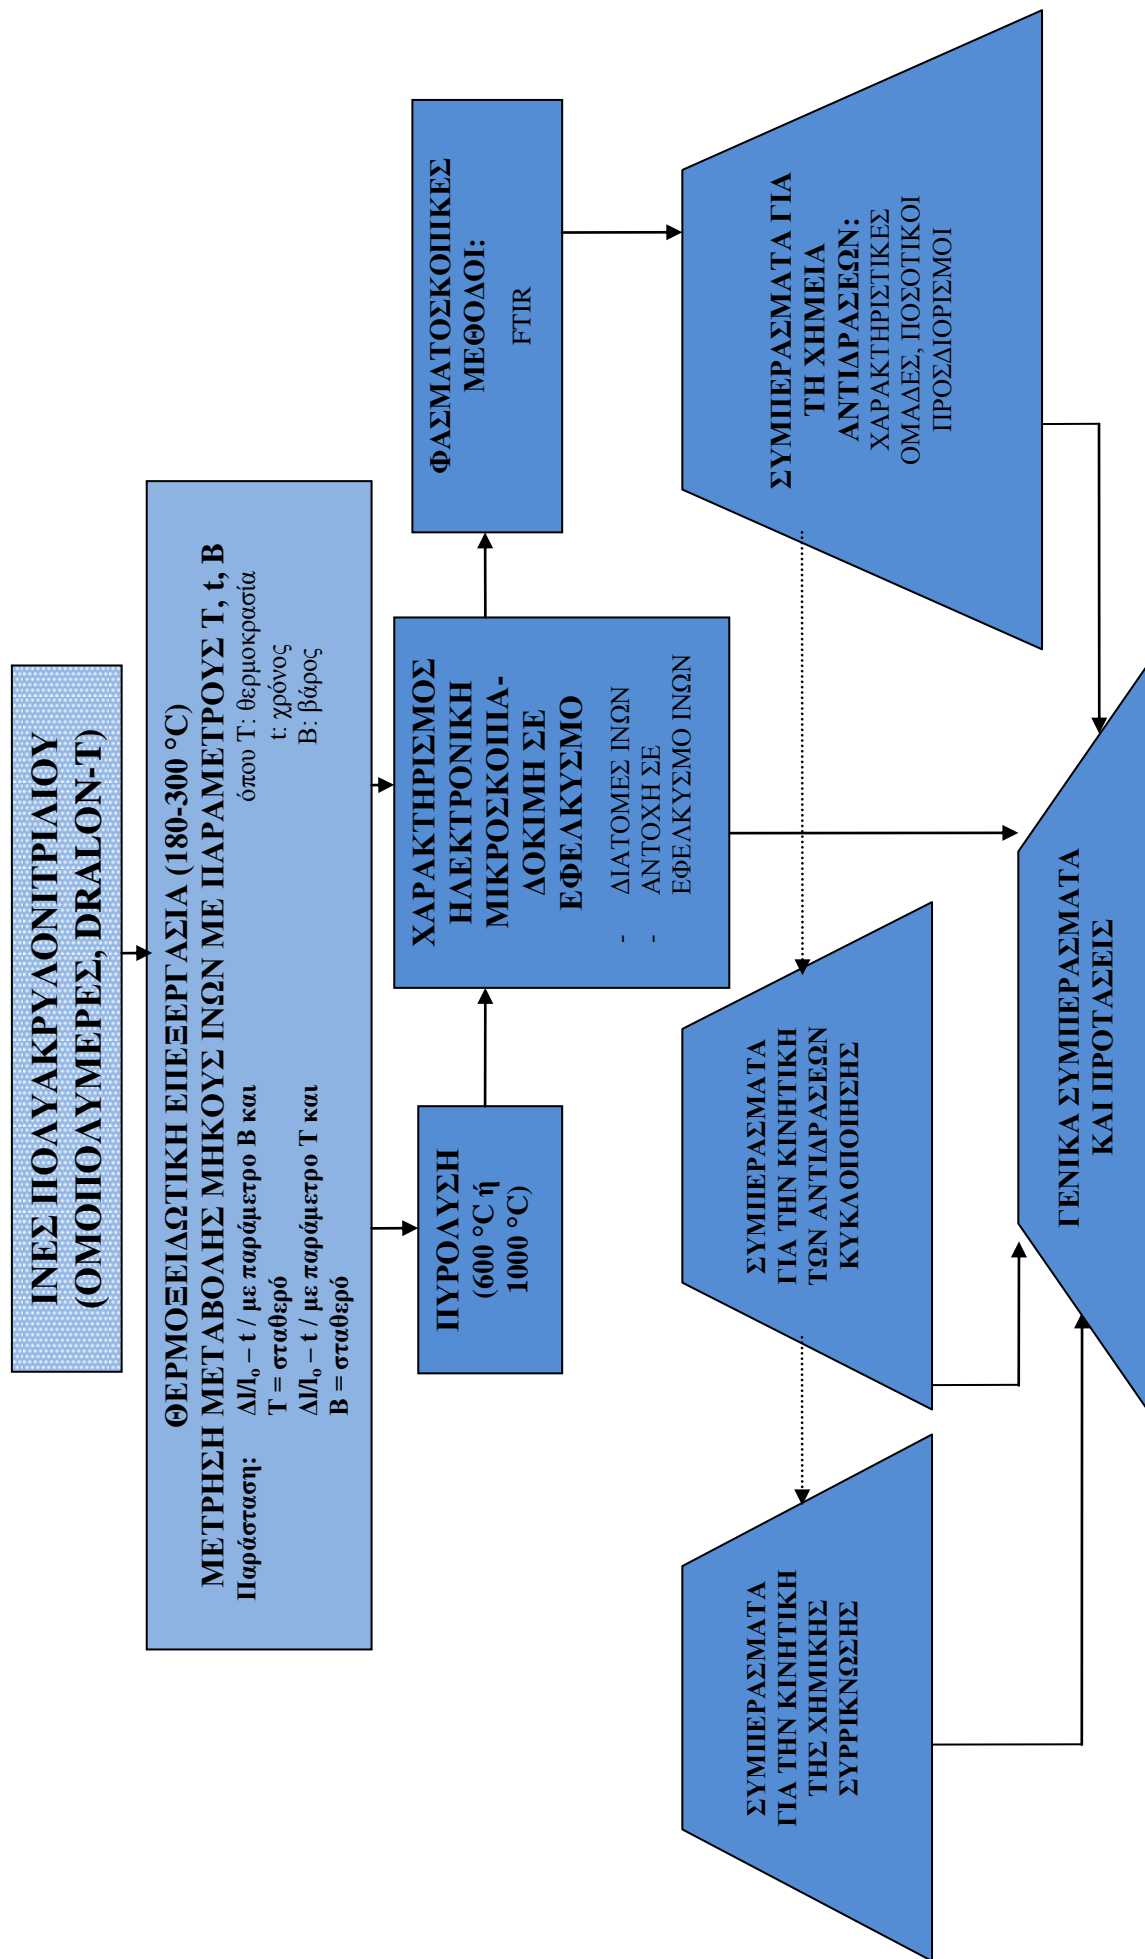 ΙΝΕΣ ΠΟΛΥΑΚΡΥΛΟΝΙΤΡΙΛΙΟΥ
(ΟΜΟΠΟΛΥΜΕΡΕΣ, DRALON-T)
ΘΕΡΜΟΞΕΙΔΩΤΙΚΗ ΕΠΕΞΕΡΓΑΣΙΑ (180-300 °C)
ΜΕΤΡΗΣΗ ΜΕΤΑΒΟΛΗΣ ΜΗΚΟΥΣ ΙΝΩΝ ΜΕ ΠΑΡΑΜΕΤΡΟΥΣ T, t, B
Παράσταση: Δl/l₀ – t / με παράμετρο Β και
Τ = σταθερό
Δl/l₀ – t / με παράμετρο Τ και
Β = σταθερό
όπου Τ: θερμοκρασία
t: χρόνος
Β: βάρος
ΠΥΡΟΛΥΣΗ
(600 °C ή
1000 °C)
ΧΑΡΑΚΤΗΡΙΣΜΟΣ
ΗΛΕΚΤΡΟΝΙΚΗ
ΜΙΚΡΟΣΚΟΠΙΑ-
ΔΟΚΙΜΗ ΣΕ
ΕΦΕΛΚΥΣΜΟ
- ΔΙΑΤΟΜΕΣ ΙΝΩΝ
- ΑΝΤΟΧΗ ΣΕ
ΕΦΕΛΚΥΣΜΟ ΙΝΩΝ
ΦΑΣΜΑΤΟΣΚΟΠΙΚΕΣ
ΜΕΘΟΔΟΙ:
FTIR
ΣΥΜΠΕΡΑΣΜΑΤΑ
ΓΙΑ ΤΗΝ ΚΙΝΗΤΙΚΗ
ΤΗΣ ΧΗΜΙΚΗΣ
ΣΥΡΡΙΚΝΩΣΗΣ
ΣΥΜΠΕΡΑΣΜΑΤΑ
ΓΙΑ ΤΗΝ ΚΙΝΗΤΙΚΗ
ΤΩΝ ΑΝΤΙΔΡΑΣΕΩΝ
ΚΥΚΛΟΠΟΙΗΣΗΣ
ΣΥΜΠΕΡΑΣΜΑΤΑ ΓΙΑ
ΤΗ ΧΗΜΕΙΑ
ΑΝΤΙΔΡΑΣΕΩΝ:
ΧΑΡΑΚΤΗΡΙΣΤΙΚΕΣ
ΟΜΑΔΕΣ, ΠΟΣΟΤΙΚΟΙ
ΠΡΟΣΔΙΟΡΙΣΜΟΙ
ΓΕΝΙΚΑ ΣΥΜΠΕΡΑΣΜΑΤΑ
ΚΑΙ ΠΡΟΤΑΣΕΙΣ